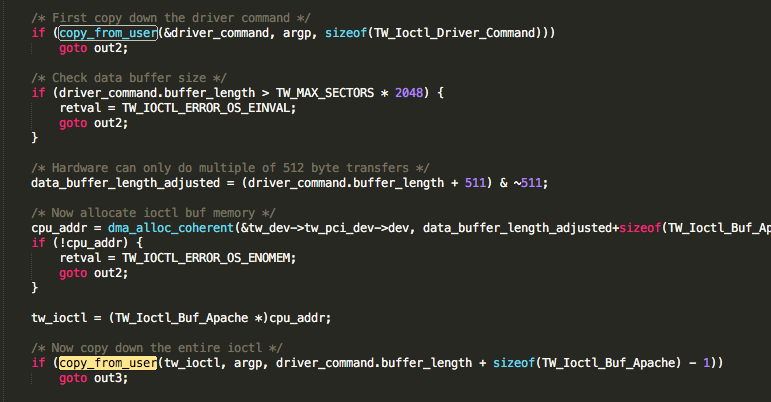 /* First copy down the driver command */
if (copy_from_user(&driver_command, argp, sizeof(TW_Ioctl_Driver_Command)))
goto out2;
/* Check data buffer size */
if (driver_command.buffer_length > TW_MAX_SECTORS * 2048) {
retval = TW_IOCTL_ERROR_OS_EINVAL;
goto out2;
}
/* Hardware can only do multiple of 512 byte transfers */
data_buffer_length_adjusted = (driver_command.buffer_length + 511) & ~511;
/* Now allocate ioctl buf memory */
cpu_addr = dma_alloc_coherent(&tw_dev->tw_pci_dev->dev, data_buffer_length_adjusted+sizeof(TW_Ioctl_Buf_Ap
if (!cpu_addr) {
retval = TW_IOCTL_ERROR_OS_ENOMEM;
goto out2;
}
tw_ioctl = (TW_Ioctl_Buf_Apache *)cpu_addr;
/* Now copy down the entire ioctl */
if (copy_from_user(tw_ioctl, argp, driver_command.buffer_length + sizeof(TW_Ioctl_Buf_Apache) - 1))
goto out3;